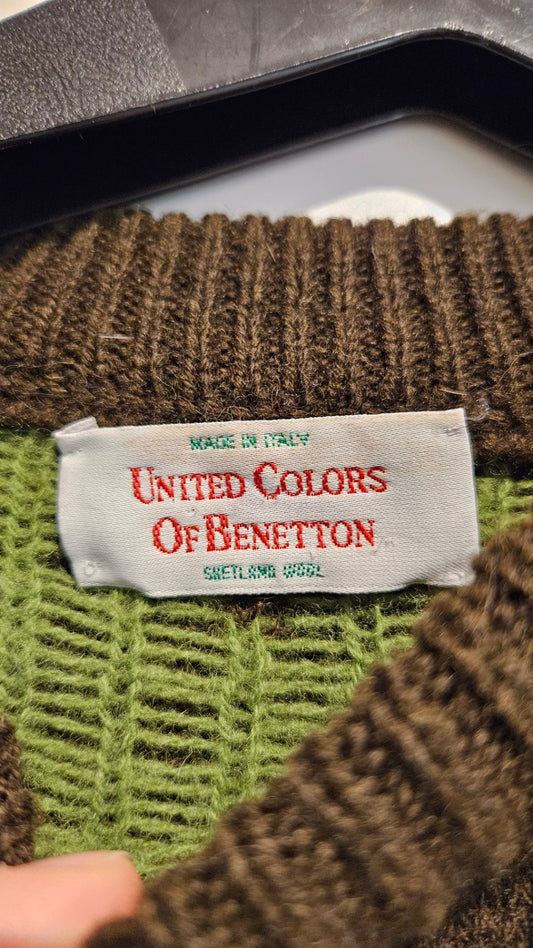 MADE IN ITALY
UNITED COLORS
OF BENETTON
SHETLAND WOOL